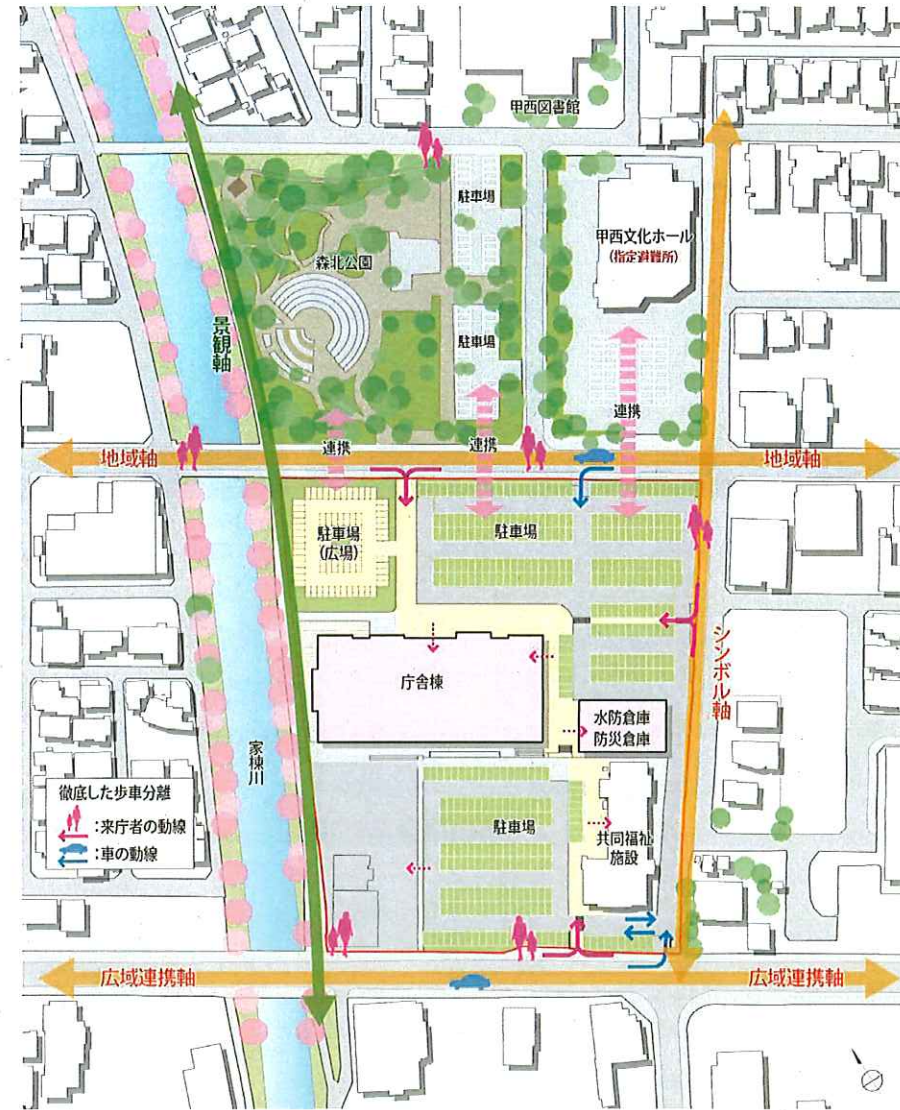 甲西図書館
駐車場
甲西文化ホール
(指定避難所)
森北公園
景観軸
駐車場
連携
連携
連携
地域軸
地域軸
駐車場
(広場)
駐車場
シンボル軸
庁舎棟
水防倉庫
防災倉庫
家棟川
徹底した歩車分離
:来庁者の動線
:車の動線
駐車場
共同福祉
施設
広域連携軸
広域連携軸